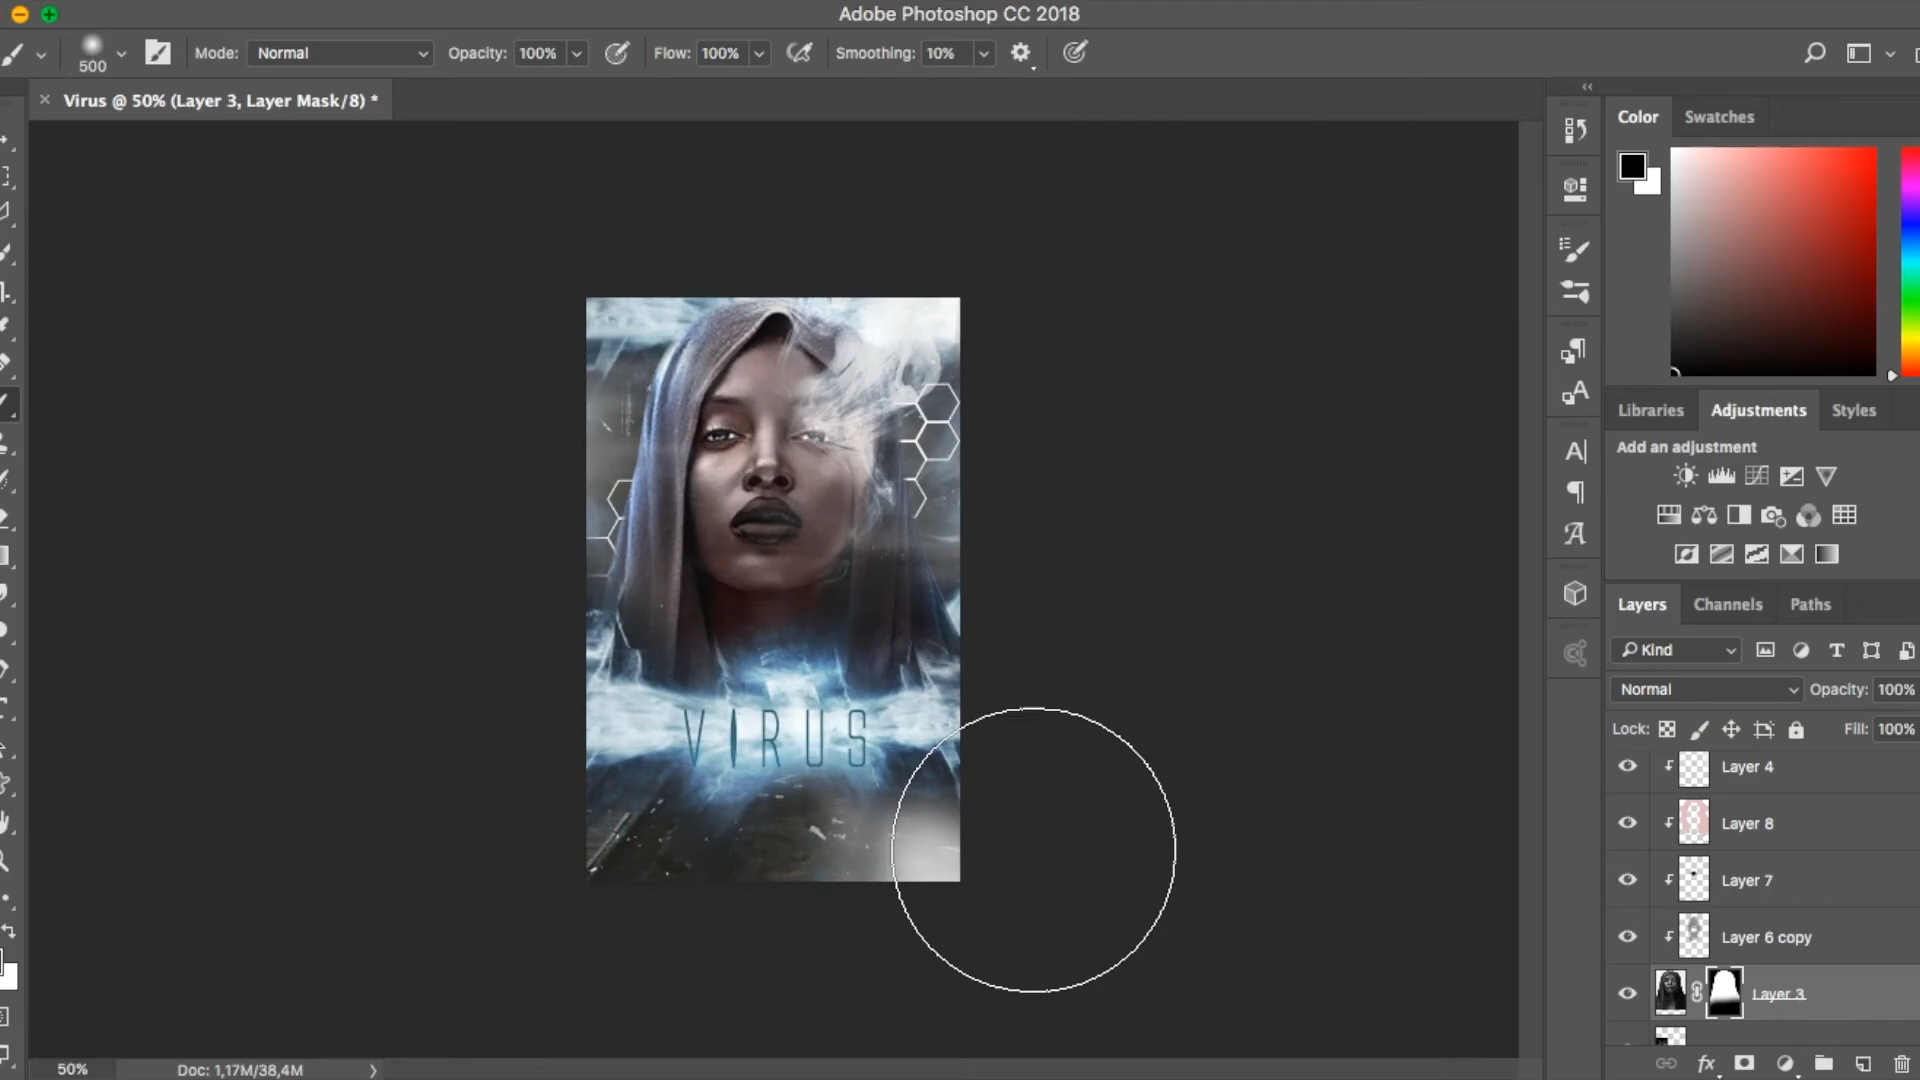 Adobe Photoshop CC 2018
500
Mode: Normal
Opacity: 100%
Flow: 100%
Smoothing: 10%
Virus @ 50% (Layer 3, Layer Mask/8) *
Color
Swatches
Libraries
Adjustments
Styles
Add an adjustment
Layers
Channels
Paths
Kind
Normal
Opacity: 100%
Lock:
Fill: 100%
Layer 4
Layer 8
Layer 7
Layer 6 copy
Layer 3
fx
VIRUS
50%
Doc: 1,17M/38,4M